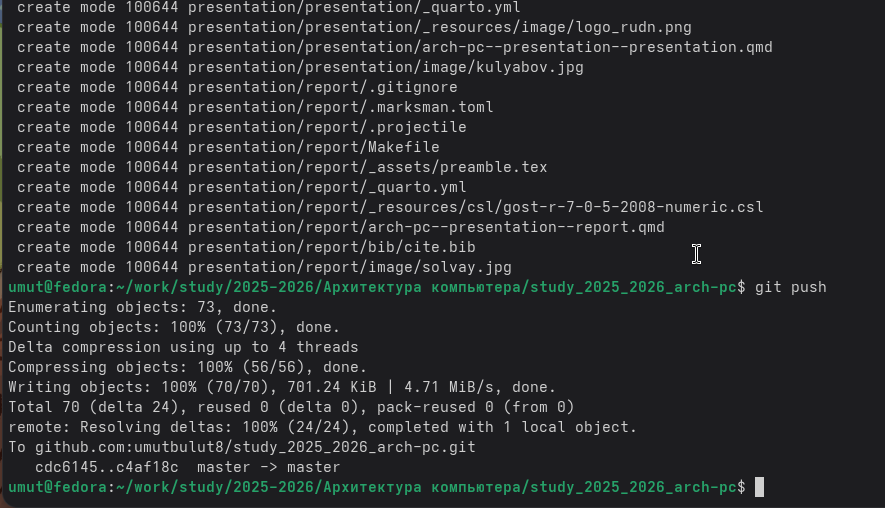 create mode 100644 presentation/presentation/_quarto.yml
create mode 100644 presentation/presentation/_resources/image/logo_rudn.png
create mode 100644 presentation/presentation/arch-pc--presentation--presentation.qmd
create mode 100644 presentation/presentation/image/kulyabov.jpg
create mode 100644 presentation/report/.gitignore
create mode 100644 presentation/report/.marksman.toml
create mode 100644 presentation/report/.projectile
create mode 100644 presentation/report/Makefile
create mode 100644 presentation/report/_assets/preamble.tex
create mode 100644 presentation/report/_quarto.yml
create mode 100644 presentation/report/_resources/csl/gost-r-7-0-5-2008-numeric.csl
create mode 100644 presentation/report/arch-pc--presentation--report.qmd
create mode 100644 presentation/report/bib/cite.bib
create mode 100644 presentation/report/image/solvay.jpg
umut@fedora:~/work/study/2025-2026/Архитектура компьютера/study_2025_2026_arch-pc$ git push
Enumerating objects: 73, done.
Counting objects: 100% (73/73), done.
Delta compression using up to 4 threads
Compressing objects: 100% (56/56), done.
Writing objects: 100% (70/70), 701.24 KiB | 4.71 MiB/s, done.
Total 70 (delta 24), reused 0 (delta 0), pack-reused 0 (from 0)
remote: Resolving deltas: 100% (24/24), completed with 1 local object.
To github.com:umutbulut8/study_2025_2026_arch-pc.git
   cdc6145..c4af18c  master -> master
umut@fedora:~/work/study/2025-2026/Архитектура компьютера/study_2025_2026_arch-pc$